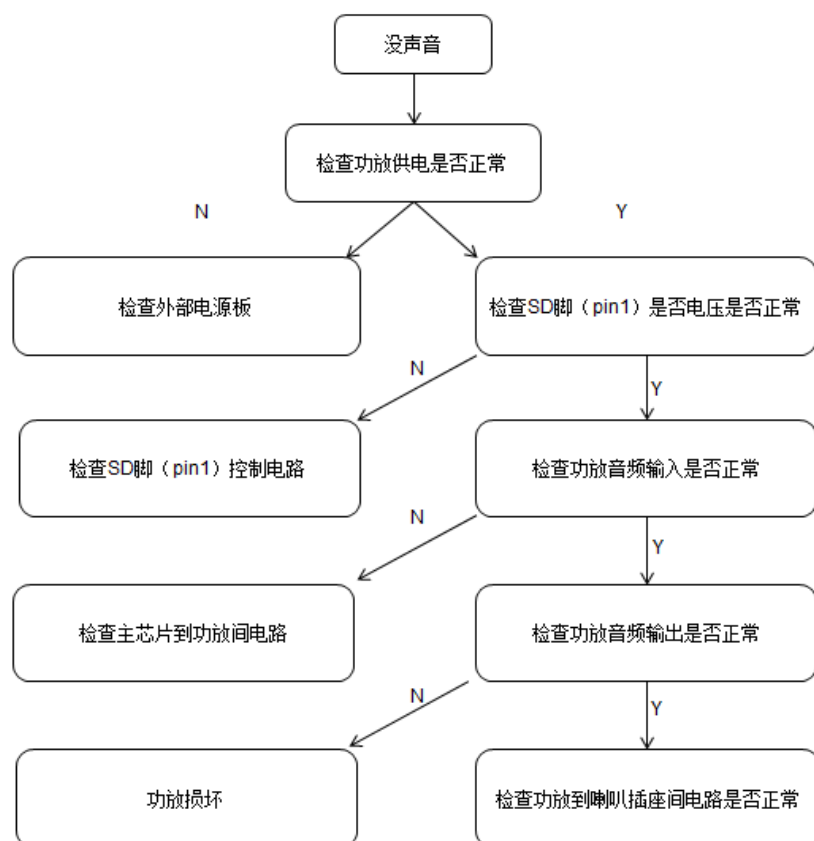 没声音
检查功放供电是否正常
N
Y
检查外部电源板
检查SD脚（pin1）是否电压是否正常
N
Y
检查SD脚（pin1）控制电路
检查功放音频输入是否正常
N
Y
检查主芯片到功放间电路
检查功放音频输出是否正常
N
Y
功放损坏
检查功放到喇叭插座间电路是否正常